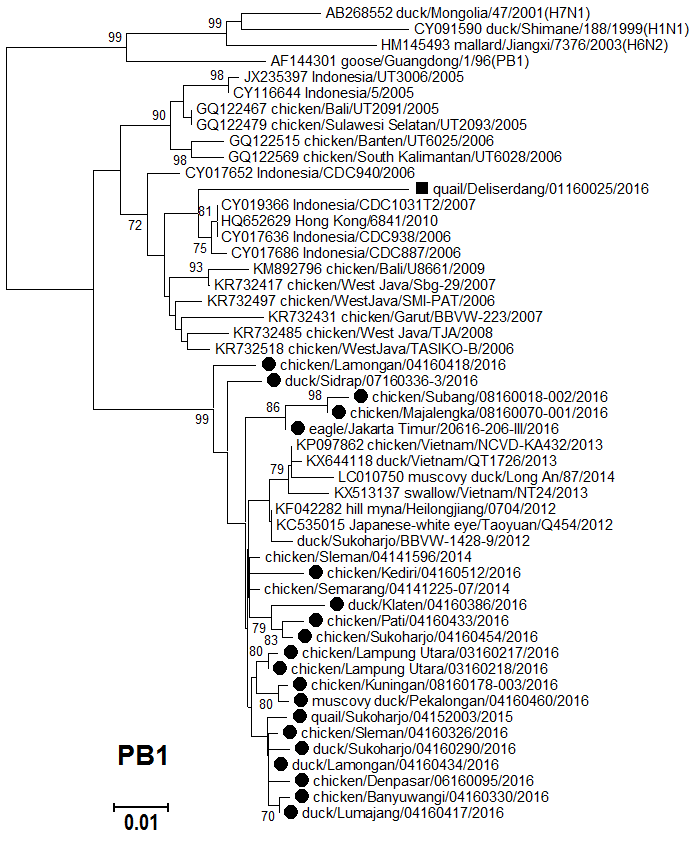 99
AB268552 duck/Mongolia/47/2001(H7N1)
CY091590 duck/Shimane/188/1999(H1N1)
99
HM145493 mallard/Jiangxi/7376/2003(H6N2)
AF144301 goose/Guangdong/1/96(PB1)
98
JX235397 Indonesia/UT3006/2005
CY116644 Indonesia/5/2005
90
GQ122467 chicken/Bali/UT2091/2005
GQ122479 chicken/Sulawesi Selatan/UT2093/2005
GQ122515 chicken/Banten/UT6025/2006
98
GQ122569 chicken/South Kalimantan/UT6028/2006
CY017652 Indonesia/CDC940/2006
quail/Deliserdang/01160025/2016
72
81
CY019366 Indonesia/CDC1031T2/2007
HQ652629 Hong Kong/6841/2010
CY017636 Indonesia/CDC938/2006
75
CY017686 Indonesia/CDC887/2006
93
KM892796 chicken/Bali/U8661/2009
KR732417 chicken/West Java/Sbg-29/2007
KR732497 chicken/WestJava/SMI-PAT/2006
KR732431 chicken/Garut/BBVW-223/2007
KR732485 chicken/West Java/TJA/2008
KR732518 chicken/WestJava/TASIKO-B/2006
chicken/Lamongan/04160418/2016
duck/Sidrap/07160336-3/2016
98
chicken/Subang/08160018-002/2016
99
86
chicken/Majalengka/08160070-001/2016
eagle/Jakarta Timur/20616-206-III/2016
KP097862 chicken/Vietnam/NCVD-KA432/2013
79
KX644118 duck/Vietnam/QT1726/2013
LC010750 muscovy duck/Long An/87/2014
KX513137 swallow/Vietnam/NT24/2013
KF042282 hill myna/Heilongjiang/0704/2012
KC535015 Japanese-white eye/Taoyuan/Q454/2012
duck/Sukoharjo/BBVW-1428-9/2012
chicken/Sleman/04141596/2014
chicken/Kediri/04160512/2016
chicken/Semarang/04141225-07/2014
duck/Klaten/04160386/2016
79
chicken/Pati/04160433/2016
83
chicken/Sukoharjo/04160454/2016
80
chicken/Lampung Utara/03160217/2016
chicken/Lampung Utara/03160218/2016
chicken/Kuningan/08160178-003/2016
80
muscovy duck/Pekalongan/04160460/2016
quail/Sukoharjo/04152003/2015
chicken/Sleman/04160326/2016
duck/Sukoharjo/04160290/2016
PB1
duck/Lamongan/04160434/2016
chicken/Denpasar/06160095/2016
chicken/Banyuwangi/04160330/2016
70
duck/Lumajang/04160417/2016
0.01